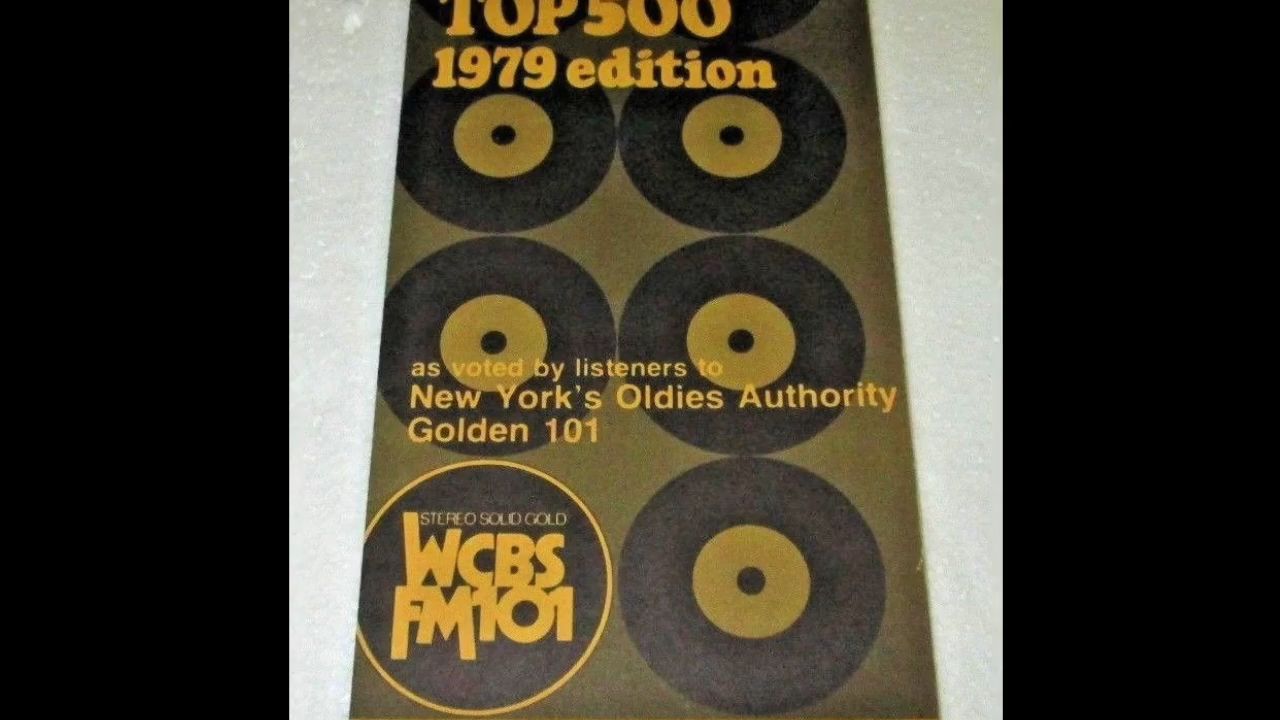 TOP 500
1979 edition
as voted by listeners to
New York's Oldies Authority
Golden 101
STEREO SOLID GOLD
WCBS
FM101